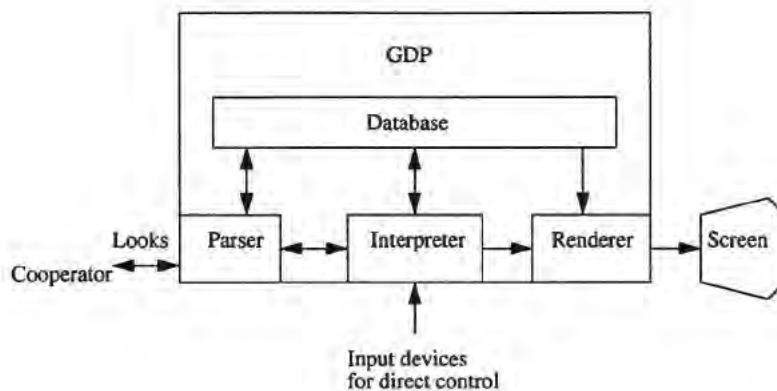 GDP
Database
Looks
Parser
Interpreter
Renderer
Screen
Cooperator
Input devices
for direct control